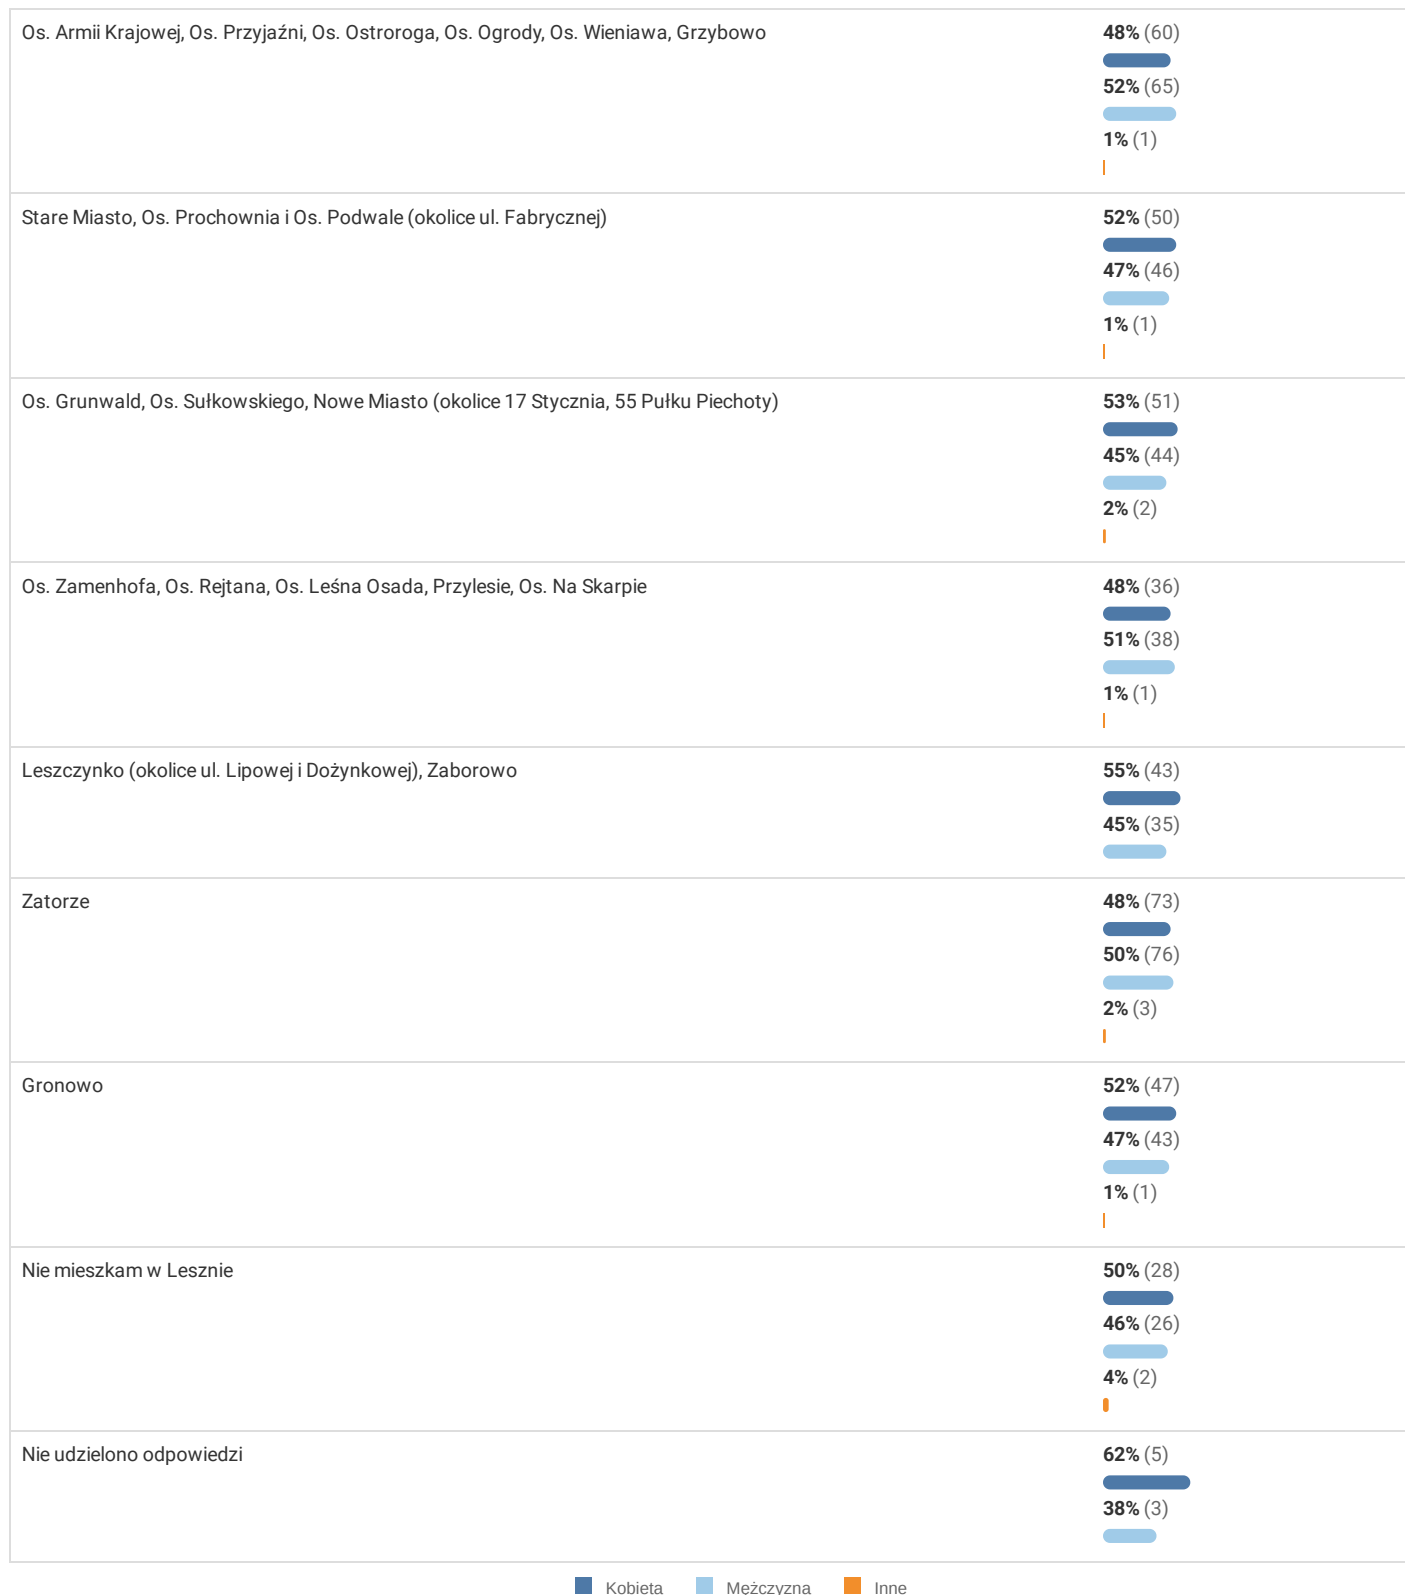 Os. Armii Krajowej, Os. Przyjaźni, Os. Ostroroga, Os. Ogrody, Os. Wieniawa, Grzybowo
48% (60)
52% (65)
1% (1)
Stare Miasto, Os. Prochownia i Os. Podwale (okolice ul. Fabrycznej)
52% (50)
47% (46)
1% (1)
Os. Grunwald, Os. Sułkowskiego, Nowe Miasto (okolice 17 Stycznia, 55 Pułku Piechoty)
53% (51)
45% (44)
2% (2)
Os. Zamenhofa, Os. Rejtana, Os. Leśna Osada, Przylesie, Os. Na Skarpie
48% (36)
51% (38)
1% (1)
Leszczynko (okolice ul. Lipowej i Dożynkowej), Zaborowo
55% (43)
45% (35)
Zatorze
48% (73)
50% (76)
2% (3)
Gronowo
52% (47)
47% (43)
1% (1)
Nie mieszkam w Lesznie
50% (28)
46% (26)
4% (2)
Nie udzielono odpowiedzi
62% (5)
38% (3)
Kobieta Mężczyzna Inne